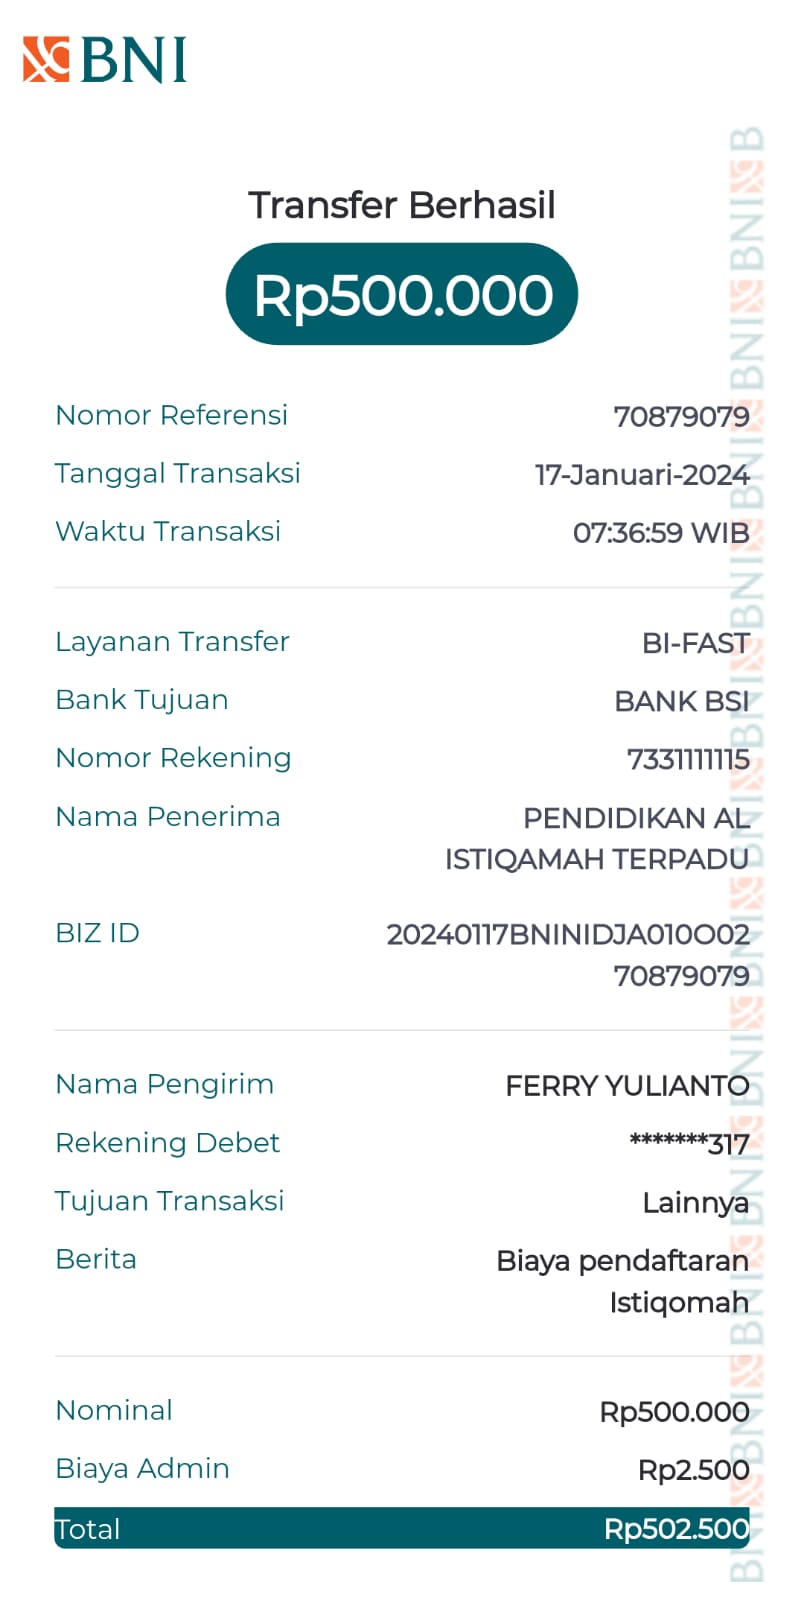 BNI
Transfer Berhasil
Rp500.000
Nomor Referensi 70879079
Tanggal Transaksi 17-Januari-2024
Waktu Transaksi 07:36:59 WIB
Layanan Transfer BI-FAST
Bank Tujuan BANK BSI
Nomor Rekening 7331111115
Nama Penerima PENDIDIKAN AL
ISTIQAMAH TERPADU
BIZ ID 20240117BNINIDJA010O02
70879079
Nama Pengirim FERRY YULIANTO
Rekening Debet *******317
Tujuan Transaksi Lainnya
Berita Biaya pendaftaran
Istiqomah
Nominal Rp500.000
Biaya Admin Rp2.500
Total Rp502.500
BNI BNI BNI BNI BNI BNI BNI BNI BNI BNI BNI BNI B